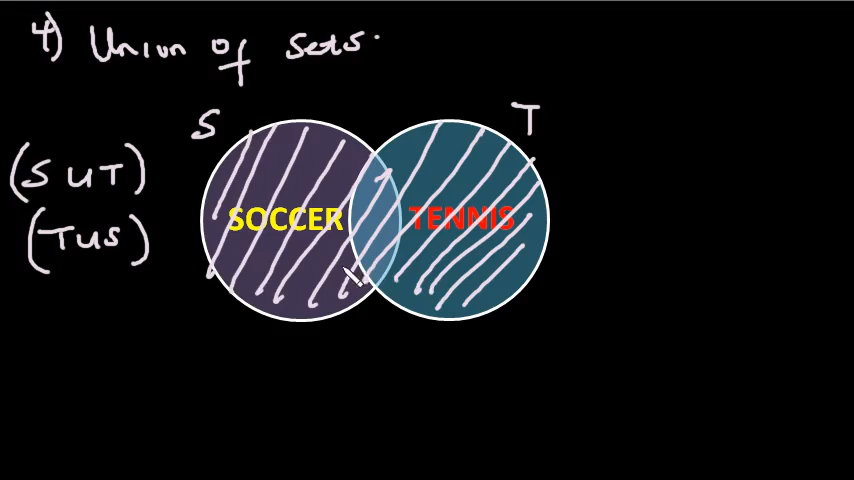 4) Union of Sets.
S T
(S U T)
(T U S)
SOCCER TENNIS